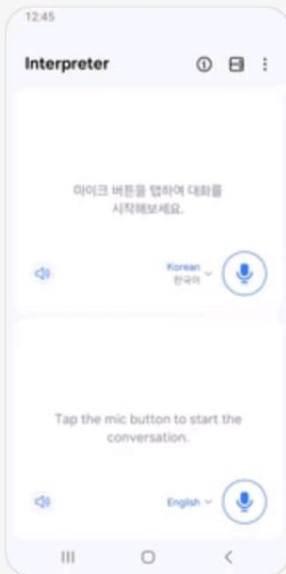 12:45
Interpreter
마이크 버튼을 탭하여 대화를
시작해보세요.
Korean
한국어
Tap the mic button to start the
conversation.
English